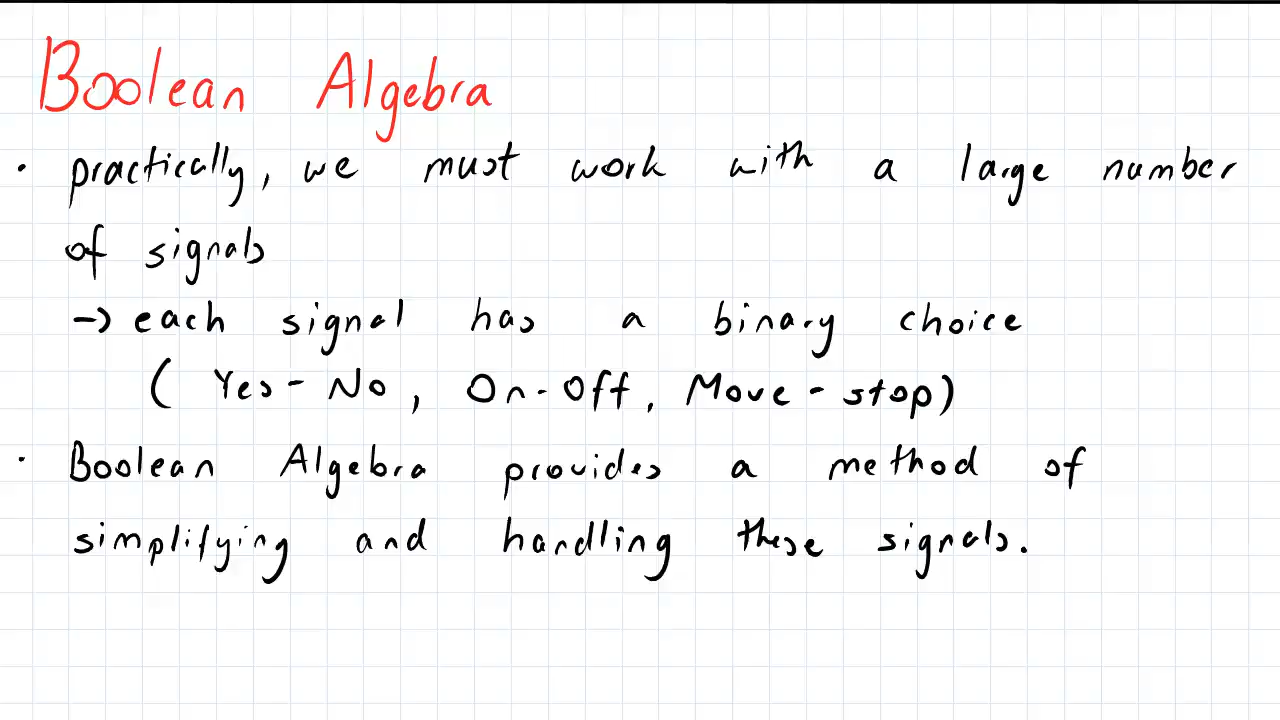 Boolean Algebra
• practically, we must work with a large number
of signals
→ each signal has a binary choice
( Yes - No, On - Off, Move - stop)
• Boolean Algebra provides a method of
simplifying and handling these signals.